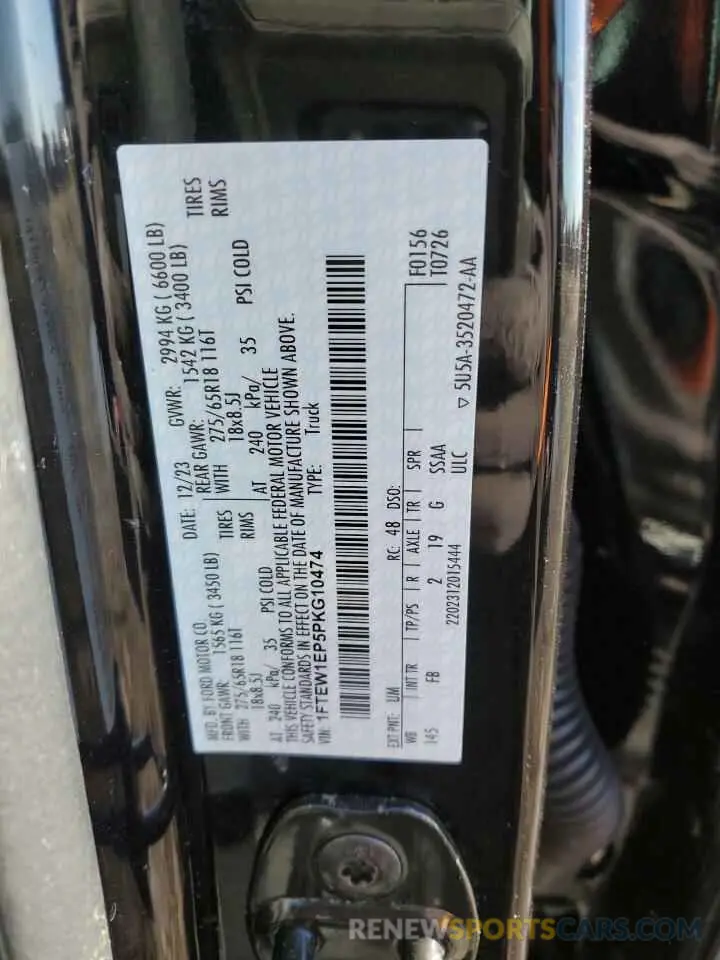 MFD. BY FORD MOTOR CO.
DATE: 12/23 GVWR: 2994 KG ( 6600 LB)
FRONT GAWR: 1565 KG ( 3450 LB) REAR GAWR: 1542 KG ( 3400 LB)
WITH 275/65R18 116T TIRES WITH 275/65R18 116T TIRES
18x8.5J RIMS 18x8.5J RIMS
AT 240 kPa/ 35 PSI COLD AT 240 kPa/ 35 PSI COLD
THIS VEHICLE CONFORMS TO ALL APPLICABLE FEDERAL MOTOR VEHICLE
SAFETY STANDARDS IN EFFECT ON THE DATE OF MANUFACTURE SHOWN ABOVE.
VIN: 1FTEW1EP5PKG10474 TYPE: Truck
EXT PNT: UM RC: 48 DSO: F0156
WB INT TR TP/PS R AXLE TR SPR T0726
145 FB 2 19 G SSAA
2202312015444 ULC
▽ 5U5A-3520472-AA
RENEWSPORTSCARS.COM